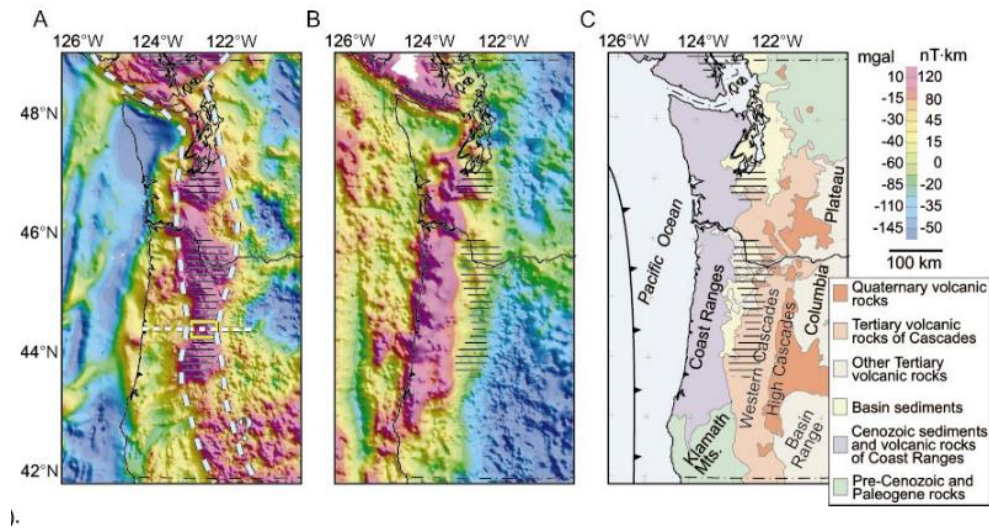 A
B
C
126°W 124°W 122°W
126°W 124°W 122°W
126°W 124°W 122°W
48°N
46°N
44°N
42°N
Pacific Ocean
Coast Ranges
Western Cascades
High Cascades
Columbia
Plateau
Klamath
Mts.
Basin
Range
mgal nT·km
10 120
-15 80
-30 45
-40 15
-60 0
-85 -20
-110 -35
-145 -50
100 km
Quaternary volcanic
rocks
Tertiary volcanic
rocks of Cascades
Other Tertiary
volcanic rocks
Basin sediments
Cenozoic sediments
and volcanic rocks
of Coast Ranges
Pre-Cenozoic and
Paleogene rocks
).